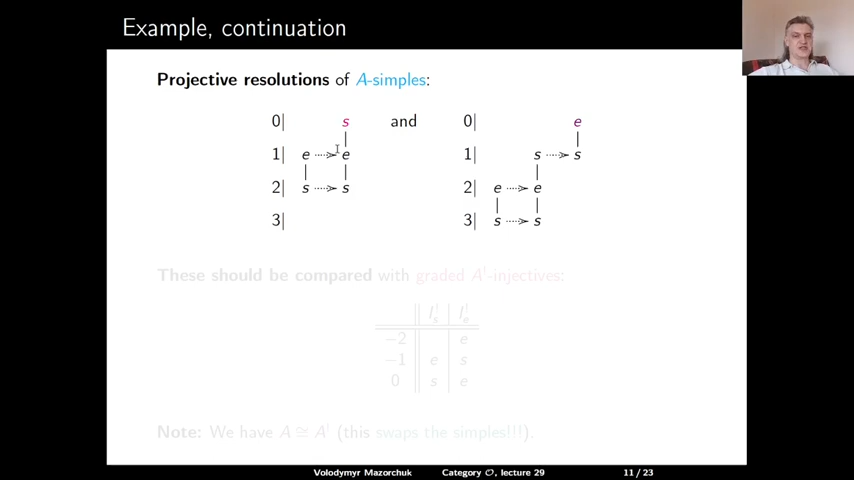 Example, continuation
Projective resolutions of A-simples:
0| s and 0| e
1| e ⇢ e 1| s ⇢ s
2| s ⇢ s 2| e ⇢ e
3| 3| s ⇢ s
These should be compared with graded A!-injectives:
I!s I!e
−2 e
−1 e s
0 s e
Note: We have A ≅ A! (this swaps the simples!!!).
Volodymyr Mazorchuk Category 𝒪, lecture 29 11 / 23